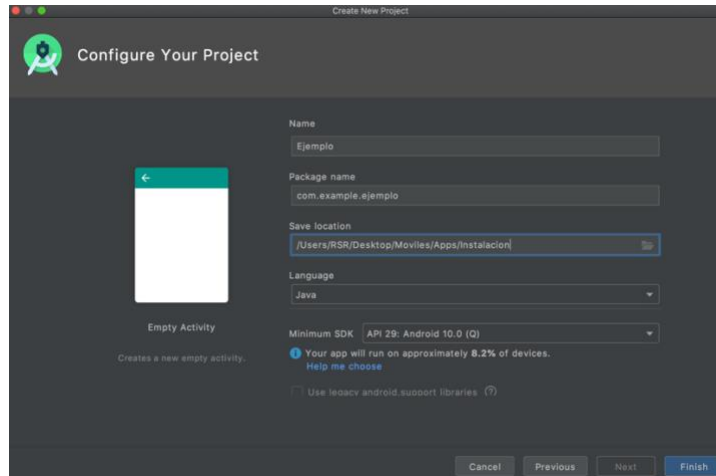 Create New Project
Configure Your Project
Name
Ejemplo
Package name
com.example.ejemplo
Save location
/Users/RSR/Desktop/Moviles/Apps/Instalacion
Language
Java
Empty Activity
Creates a new empty activity.
Minimum SDK API 29: Android 10.0 (Q)
Your app will run on approximately 8.2% of devices.
Help me choose
Use legacy android.support libraries
Cancel Previous Next Finish